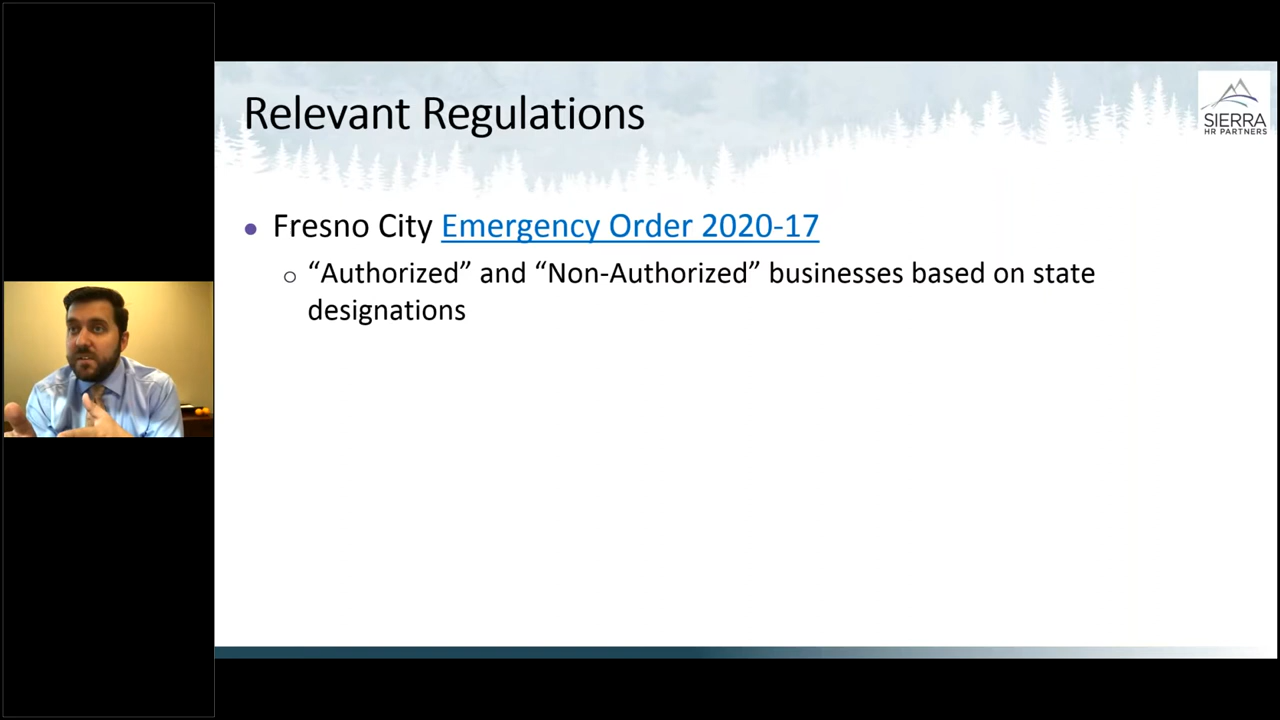 Relevant Regulations
SIERRA
HR PARTNERS
• Fresno City Emergency Order 2020-17
○ “Authorized” and “Non-Authorized” businesses based on state
designations